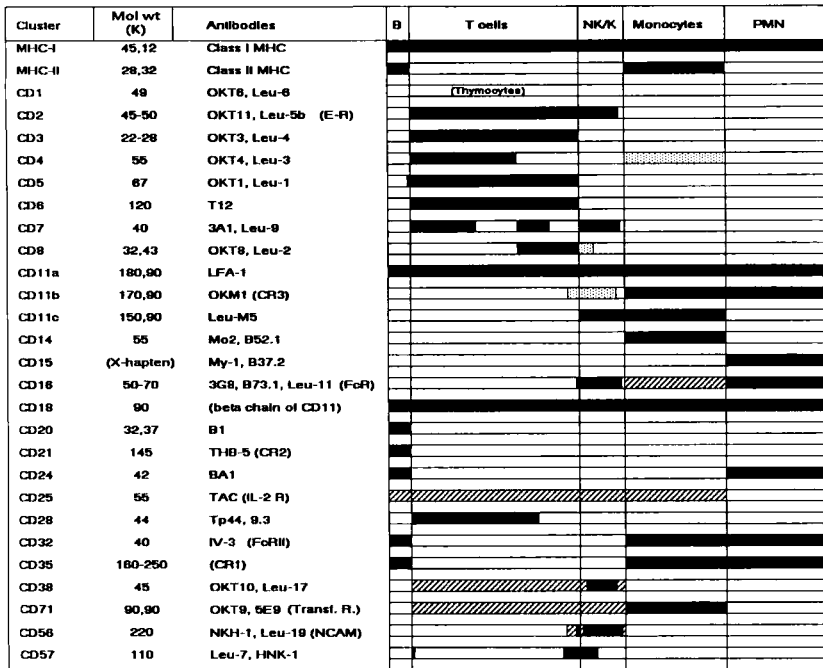 Cluster Mol wt (K) Antibodies B T cells NK/K Monocytes PMN
MHC-I 45,12 Class I MHC
MHC-II 28,32 Class II MHC
CD1 49 OKT6, Leu-6 (Thymocytes)
CD2 45-50 OKT11, Leu-5b (E-R)
CD3 22-28 OKT3, Leu-4
CD4 55 OKT4, Leu-3
CD5 67 OKT1, Leu-1
CD6 120 T12
CD7 40 3A1, Leu-9
CD8 32,43 OKT8, Leu-2
CD11a 180,90 LFA-1
CD11b 170,90 OKM1 (CR3)
CD11c 150,90 Leu-M5
CD14 55 Mo2, B52.1
CD15 (X-hapten) My-1, B37.2
CD16 50-70 3G8, B73.1, Leu-11 (FcR)
CD18 90 (beta chain of CD11)
CD20 32,37 B1
CD21 145 THB-5 (CR2)
CD24 42 BA1
CD25 55 TAC (IL-2 R)
CD28 44 Tp44, 9.3
CD32 40 IV-3 (FcRII)
CD35 160-250 (CR1)
CD38 45 OKT10, Leu-17
CD71 90,90 OKT9, 5E9 (Transf. R.)
CD56 220 NKH-1, Leu-19 (NCAM)
CD57 110 Leu-7, HNK-1